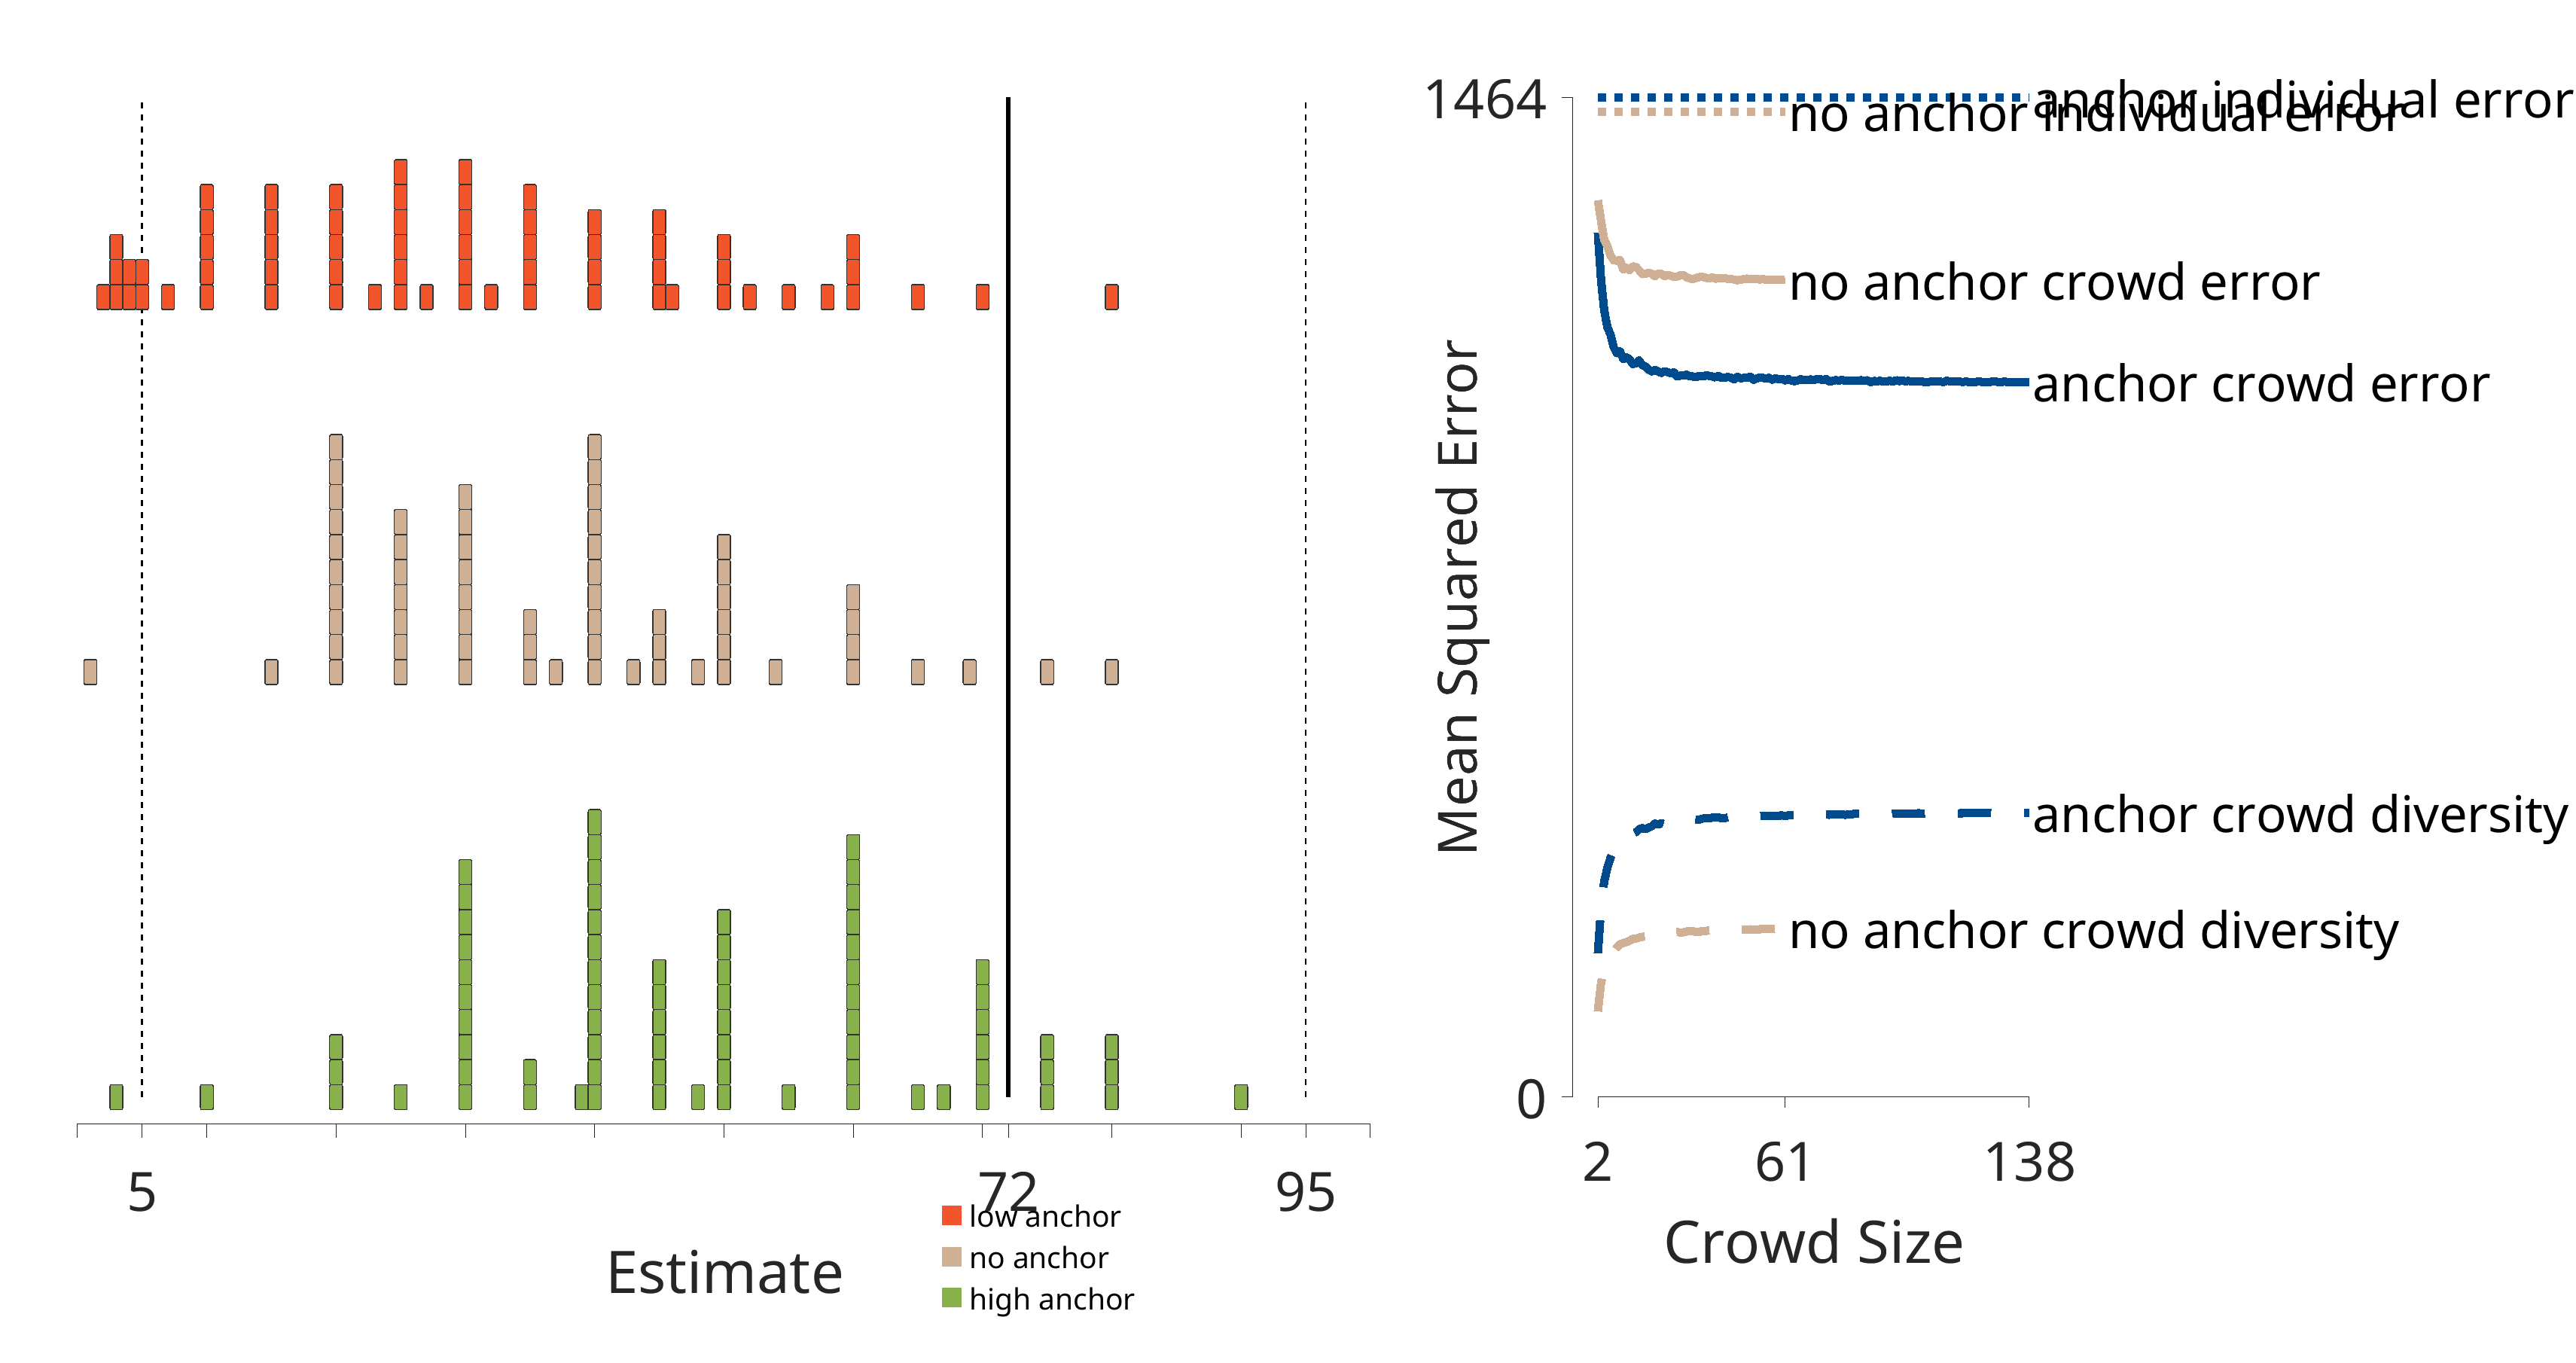 5
72
95
Estimate
low anchor
no anchor
high anchor
1464
0
Mean Squared Error
anchor individual error
no anchor individual error
no anchor crowd error
anchor crowd error
anchor crowd diversity
no anchor crowd diversity
2
61
138
Crowd Size